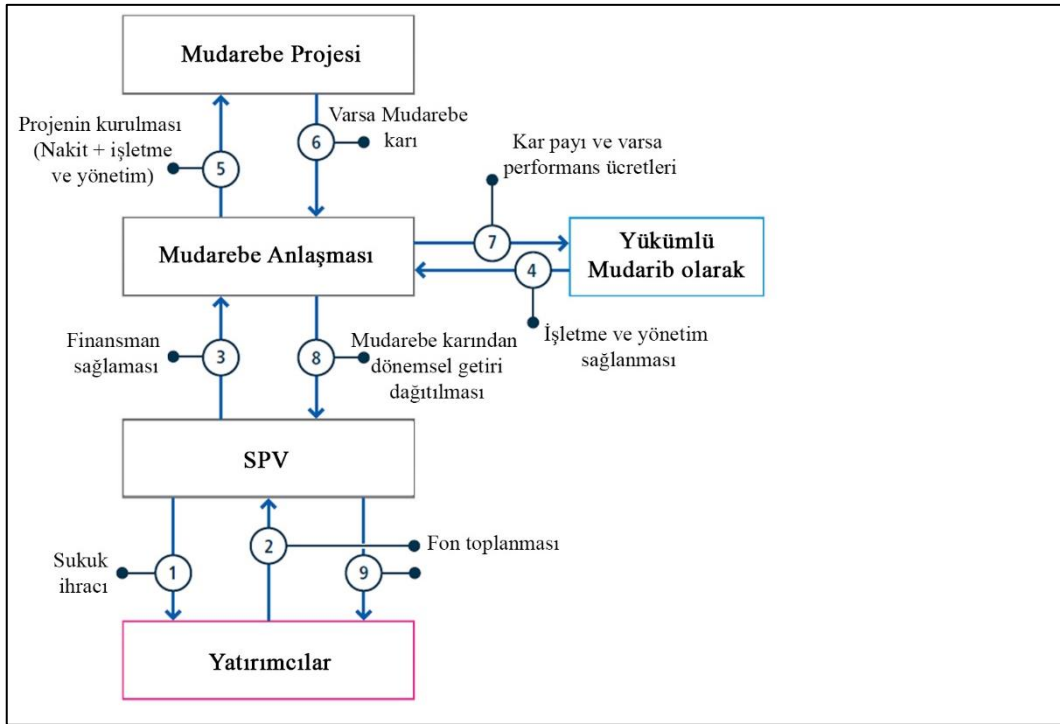 Mudarebe Projesi
Projenin kurulması
(Nakit + işletme
ve yönetim)
5
6
Varsa Mudarebe
karı
Kar payı ve varsa
performans ücretleri
Mudarebe Anlaşması
7
4
Yükümlü
Mudarib olarak
İşletme ve yönetim
sağlanması
Finansman
sağlaması
3
8
Mudarebe karından
dönemsel getiri
dağıtılması
SPV
Sukuk
ihracı
1
2
Fon toplanması
9
Yatırımcılar